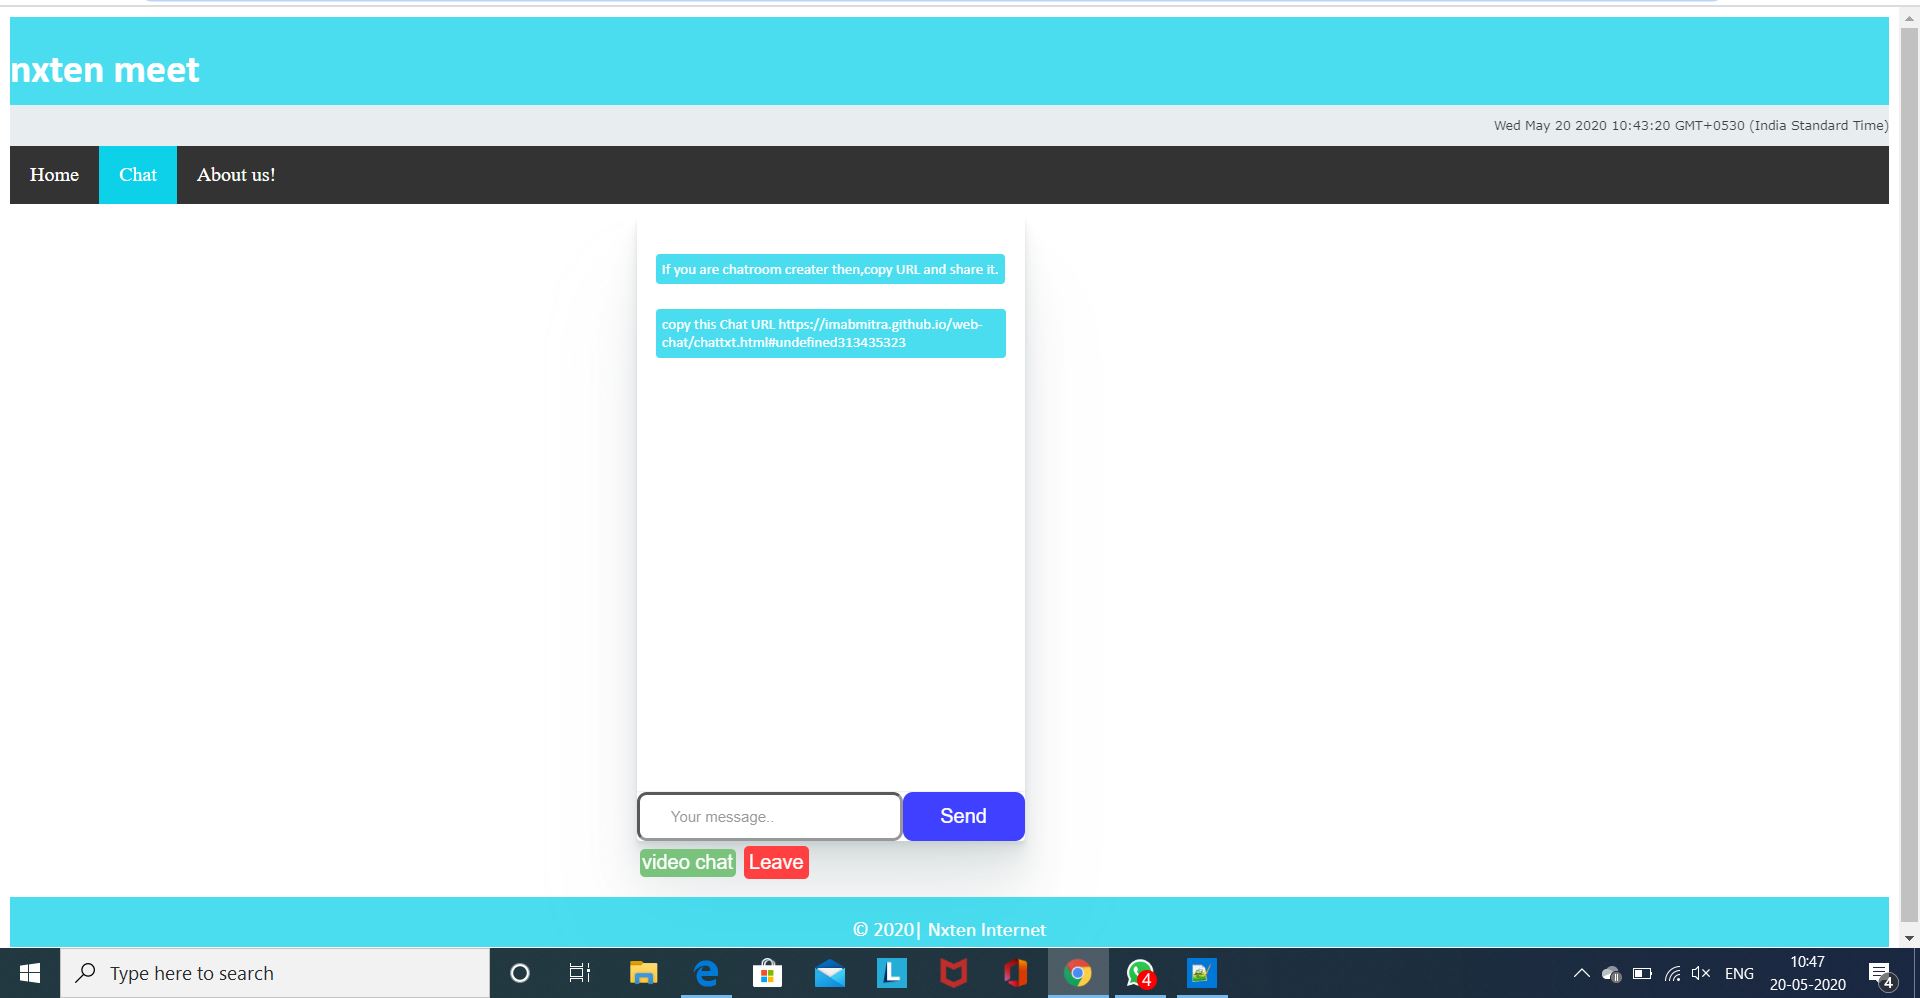 nxten meet
Wed May 20 2020 10:43:20 GMT+0530 (India Standard Time)
Home Chat About us!
If you are chatroom creater then,copy URL and share it.
copy this Chat URL https://imabmitra.github.io/web-
chat/chattxt.html#undefined313435323
Your message.. Send
video chat Leave
© 2020| Nxten Internet
Type here to search
L
4
ENG
10:47
20-05-2020
4